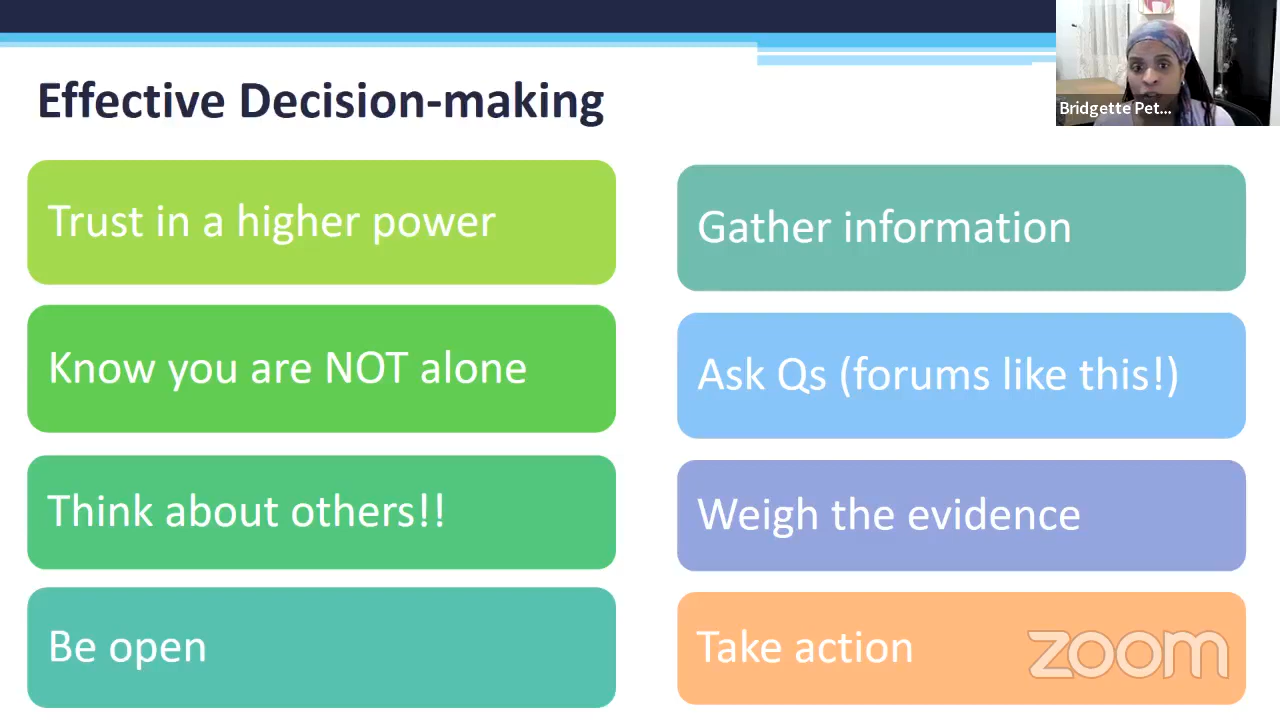 Effective Decision-making
Bridgette Pet...
Trust in a higher power
Know you are NOT alone
Think about others!!
Be open
Gather information
Ask Qs (forums like this!)
Weigh the evidence
Take action
zoom